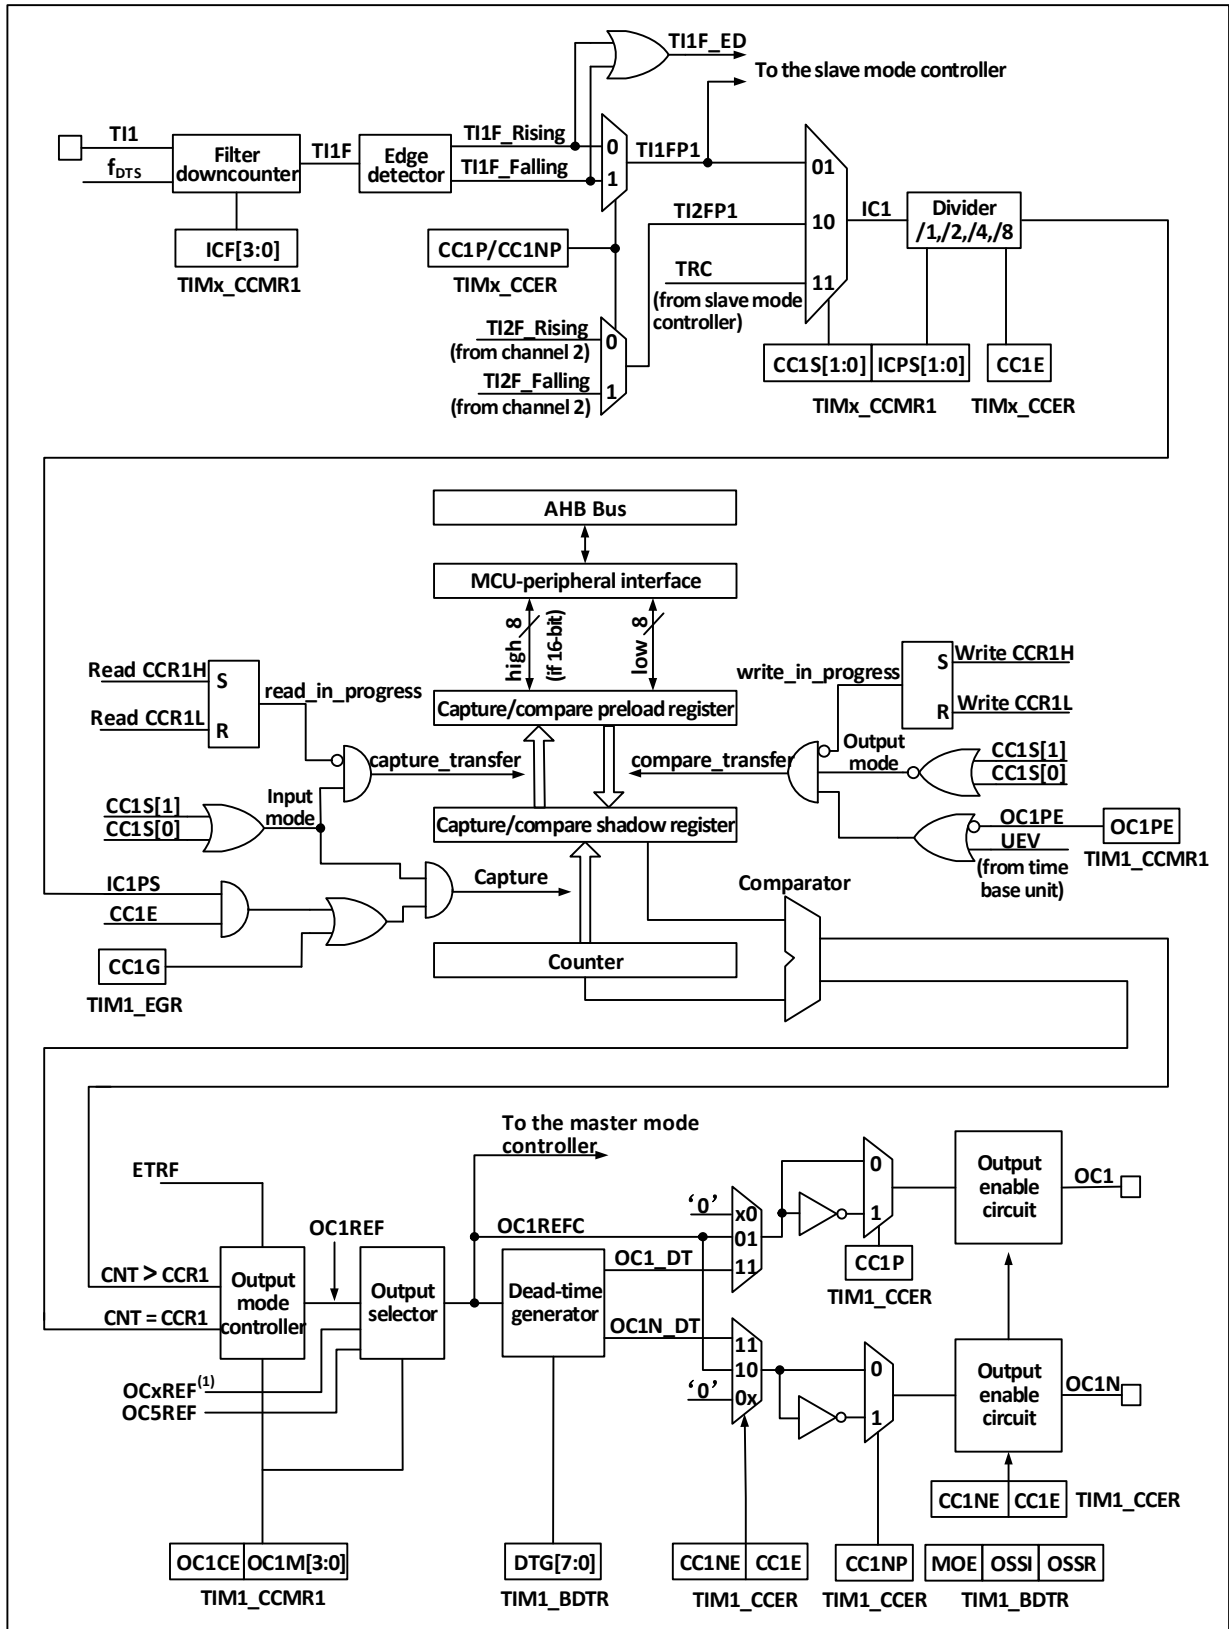 TI1F_ED
To the slave mode controller
TI1
fDTS
Filter
downcounter
TI1F
Edge
detector
TI1F_Rising
TI1F_Falling
0
1
TI1FP1
01
10
11
TI2FP1
TRC
(from slave mode
controller)
IC1
Divider
/1,/2,/4,/8
ICF[3:0]
TIMx_CCMR1
CC1P/CC1NP
TIMx_CCER
TI2F_Rising
(from channel 2)
TI2F_Falling
(from channel 2)
0
1
CC1S[1:0]
ICPS[1:0]
CC1E
TIMx_CCMR1
TIMx_CCER
AHB Bus
MCU-peripheral interface
high
8
(if 16-bit)
low
8
Read CCR1H
Read CCR1L
S
R
read_in_progress
Capture/compare preload register
write_in_progress
S
R
Write CCR1H
Write CCR1L
capture_transfer
compare_transfer
Output
mode
CC1S[1]
CC1S[0]
CC1S[1]
CC1S[0]
Input
mode
Capture/compare shadow register
OC1PE
UEV
(from time
base unit)
OC1PE
TIM1_CCMR1
IC1PS
CC1E
Capture
Comparator
CC1G
TIM1_EGR
Counter
To the master mode
controller
ETRF
OC1REF
CNT > CCR1
CNT = CCR1
Output
mode
controller
Output
selector
OC1REFC
Dead-time
generator
OC1_DT
OC1N_DT
‘0’
x0
01
11
11
10
0x
‘0’
0
1
CC1P
TIM1_CCER
0
1
Output
enable
circuit
OC1
Output
enable
circuit
OC1N
OCxREF(1)
OC5REF
CC1NE
CC1E
TIM1_CCER
OC1CE
OC1M[3:0]
TIM1_CCMR1
DTG[7:0]
TIM1_BDTR
CC1NE
CC1E
TIM1_CCER
CC1NP
TIM1_CCER
MOE
OSSI
OSSR
TIM1_BDTR